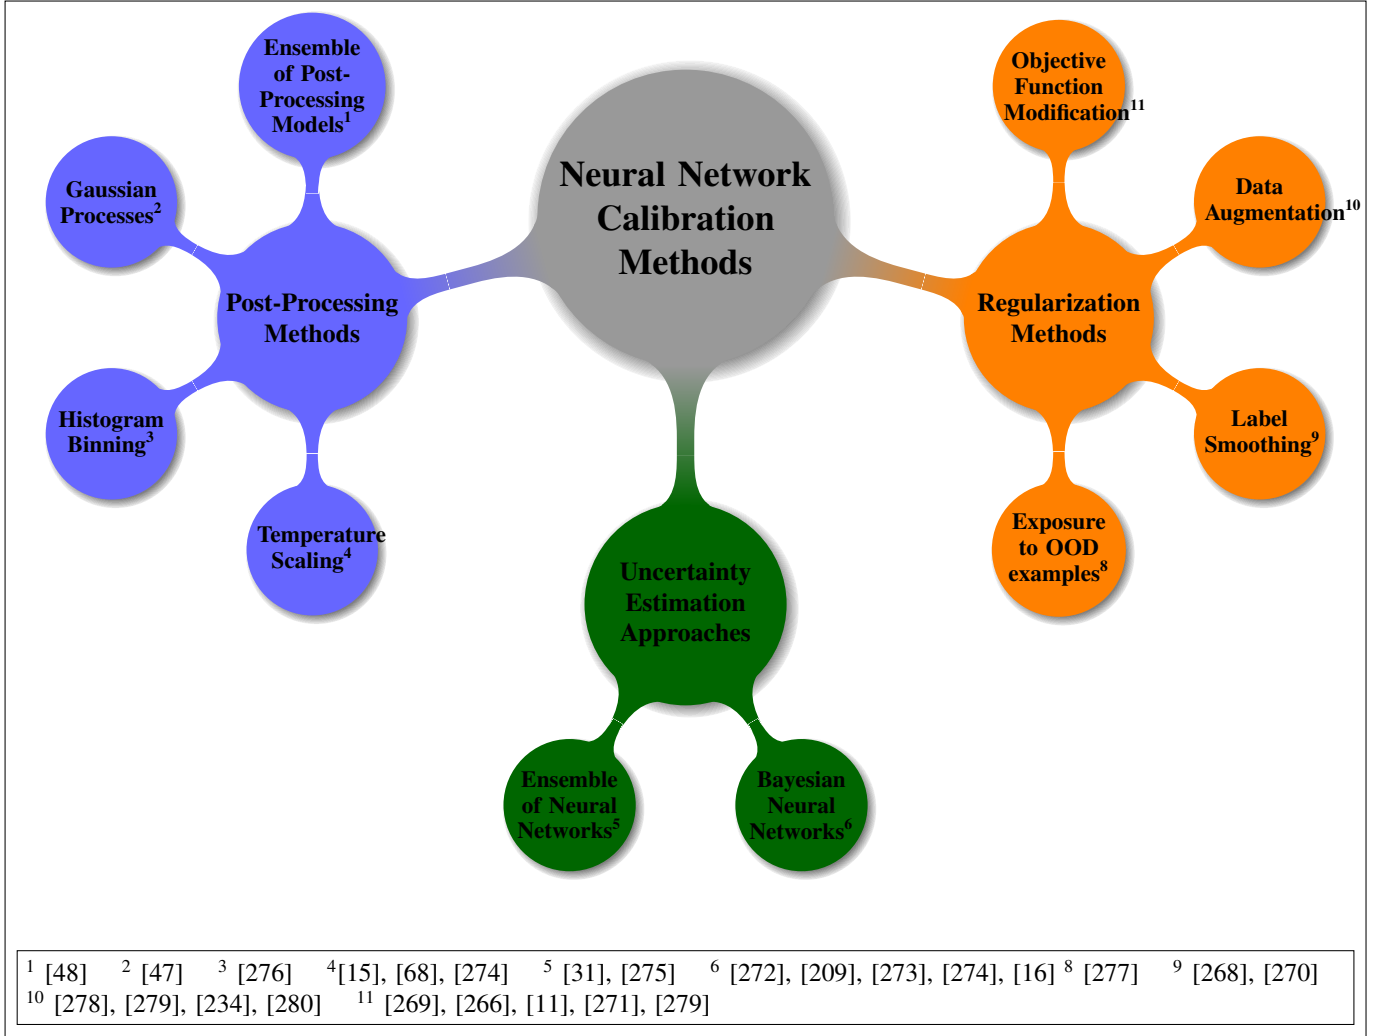 Neural Network
Calibration
Methods
Post-Processing
Methods
Ensemble
of Post-
Processing
Models¹
Gaussian
Processes²
Histogram
Binning³
Temperature
Scaling⁴
Uncertainty
Estimation
Approaches
Ensemble
of Neural
Networks⁵
Bayesian
Neural
Networks⁶
Regularization
Methods
Exposure
to OOD
examples⁸
Label
Smoothing⁹
Data
Augmentation¹⁰
Objective
Function
Modification¹¹
¹ [48] ² [47] ³ [276] ⁴[15], [68], [274] ⁵ [31], [275] ⁶ [272], [209], [273], [274], [16] ⁸ [277] ⁹ [268], [270]
¹⁰ [278], [279], [234], [280] ¹¹ [269], [266], [11], [271], [279]